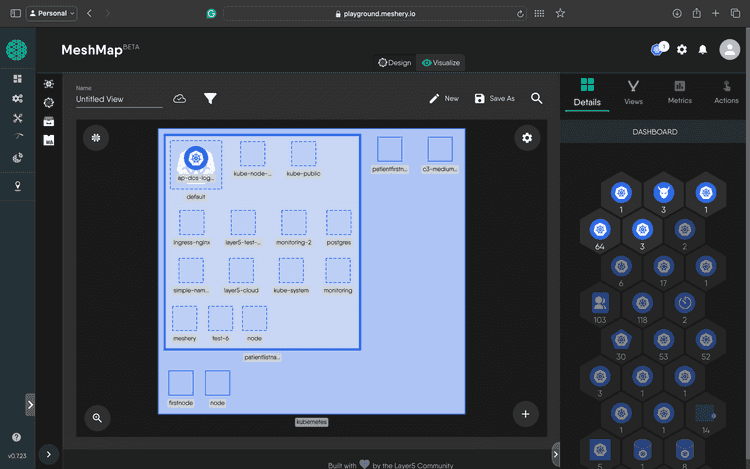 Personal
playground.meshery.io
MeshMap BETA
1
Design
Visualize
Name
Untitled View
New
Save As
Details
Views
Metrics
Actions
DASHBOARD
ap-dos-log...
kube-node-...
kube-public
default
patientfirstn...
c3-medium...
ingress-nginx
layer5-test-...
monitoring-2
postgres
simple-nam...
layer5-cloud
kube-system
monitoring
meshery
test-6
node
firstnode
node
kubernetes
1
3
1
64
3
2
6
17
1
103
118
2
30
53
52
3
1
1
1
1
14
5
1
8
v0.723
Built with
by the Layer5 Community